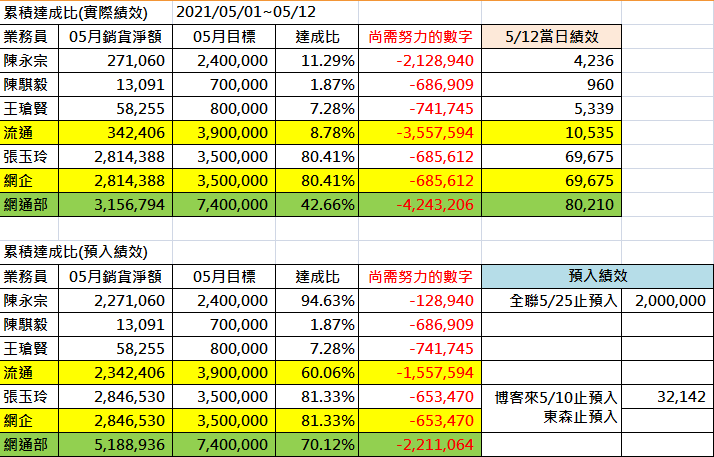 累積達成比(實際績效) 2021/05/01~05/12
業務員 05月銷貨淨額 05月目標 達成比 尚需努力的數字 5/12當日績效
陳永宗 271,060 2,400,000 11.29% -2,128,940 4,236
陳騏毅 13,091 700,000 1.87% -686,909 960
王瑲賢 58,255 800,000 7.28% -741,745 5,339
流通 342,406 3,900,000 8.78% -3,557,594 10,535
張玉玲 2,814,388 3,500,000 80.41% -685,612 69,675
網企 2,814,388 3,500,000 80.41% -685,612 69,675
網通部 3,156,794 7,400,000 42.66% -4,243,206 80,210
累積達成比(預入績效)
業務員 05月銷貨淨額 05月目標 達成比 尚需努力的數字 預入績效
陳永宗 2,271,060 2,400,000 94.63% -128,940 全聯5/25止預入 2,000,000
陳騏毅 13,091 700,000 1.87% -686,909
王瑲賢 58,255 800,000 7.28% -741,745
流通 2,342,406 3,900,000 60.06% -1,557,594
張玉玲 2,846,530 3,500,000 81.33% -653,470 博客來5/10止預入 32,142
網企 2,846,530 3,500,000 81.33% -653,470 東森止預入
網通部 5,188,936 7,400,000 70.12% -2,211,064